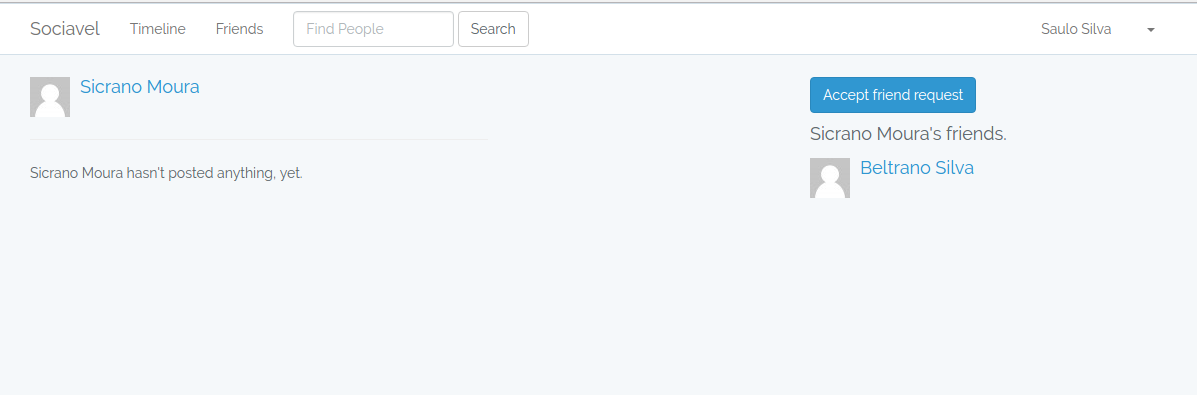 Sociavel Timeline Friends Find People Search Saulo Silva
Sicrano Moura
Sicrano Moura hasn't posted anything, yet.
Accept friend request
Sicrano Moura's friends.
Beltrano Silva